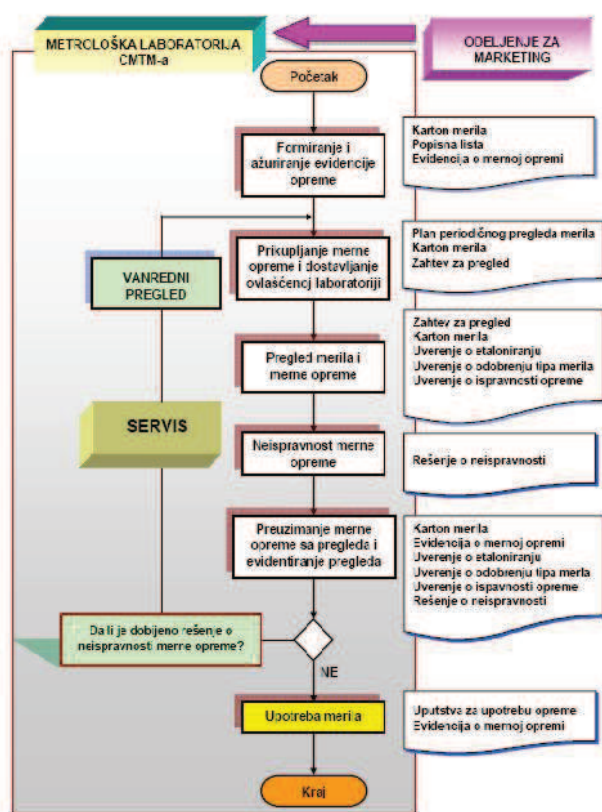 METROLOŠKA LABORATORIJA
CMTM-a
ODELJENJE ZA
MARKETING
Početak
Formiranje i
ažuriranje evidencije
opreme
Karton merila
Popisna lista
Evidencija o mernoj opremi
VANREDNI
PREGLED
Prikupljanje merne
opreme i dostavljanje
ovlašćenoj laboratoriji
Plan periodičnog pregleda merila
Karton merila
Zahtev za pregled
Pregled merila i
merne opreme
Zahtev za pregled
Karton merila
Uverenje o etaloniranju
Uverenje o odobrenju tipa merila
Uverenje o ispravnosti opreme
SERVIS
Neispravnost merne
opreme
Rešenje o neispravnosti
Preuzimanje merne
opreme sa pregleda i
evidentiranje pregleda
Karton merila
Evidencija o mernoj opremi
Uverenje o etaloniranju
Uverenje o odobrenju tipa merla
Uverenje o ispavnosti opreme
Rešenje o neispravnosti
Da li je dobijeno rešenje o
neispravnosti merne opreme?
NE
Upotreba merila
Uputstva za upotrebu opreme
Evidencija o mernoj opremi
Kraj